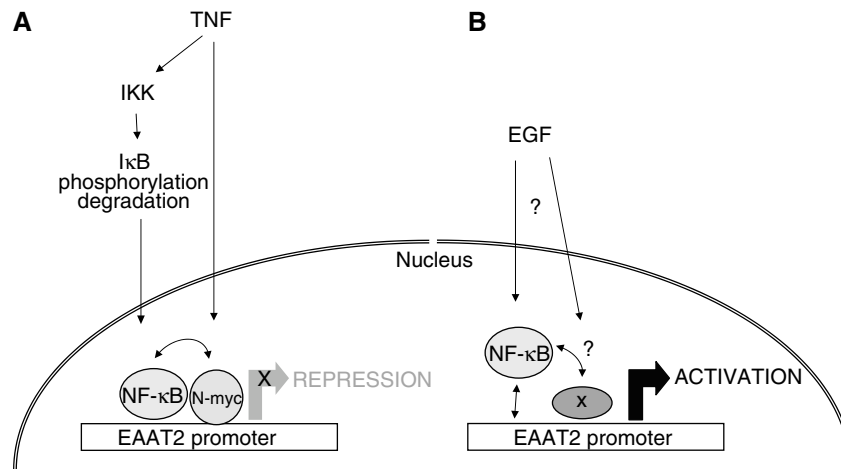 A
TNF
IKK
IκB
phosphorylation
degradation
NF-κB
N-myc
X
REPRESSION
EAAT2 promoter
Nucleus
B
EGF
?
NF-κB
?
x
ACTIVATION
EAAT2 promoter